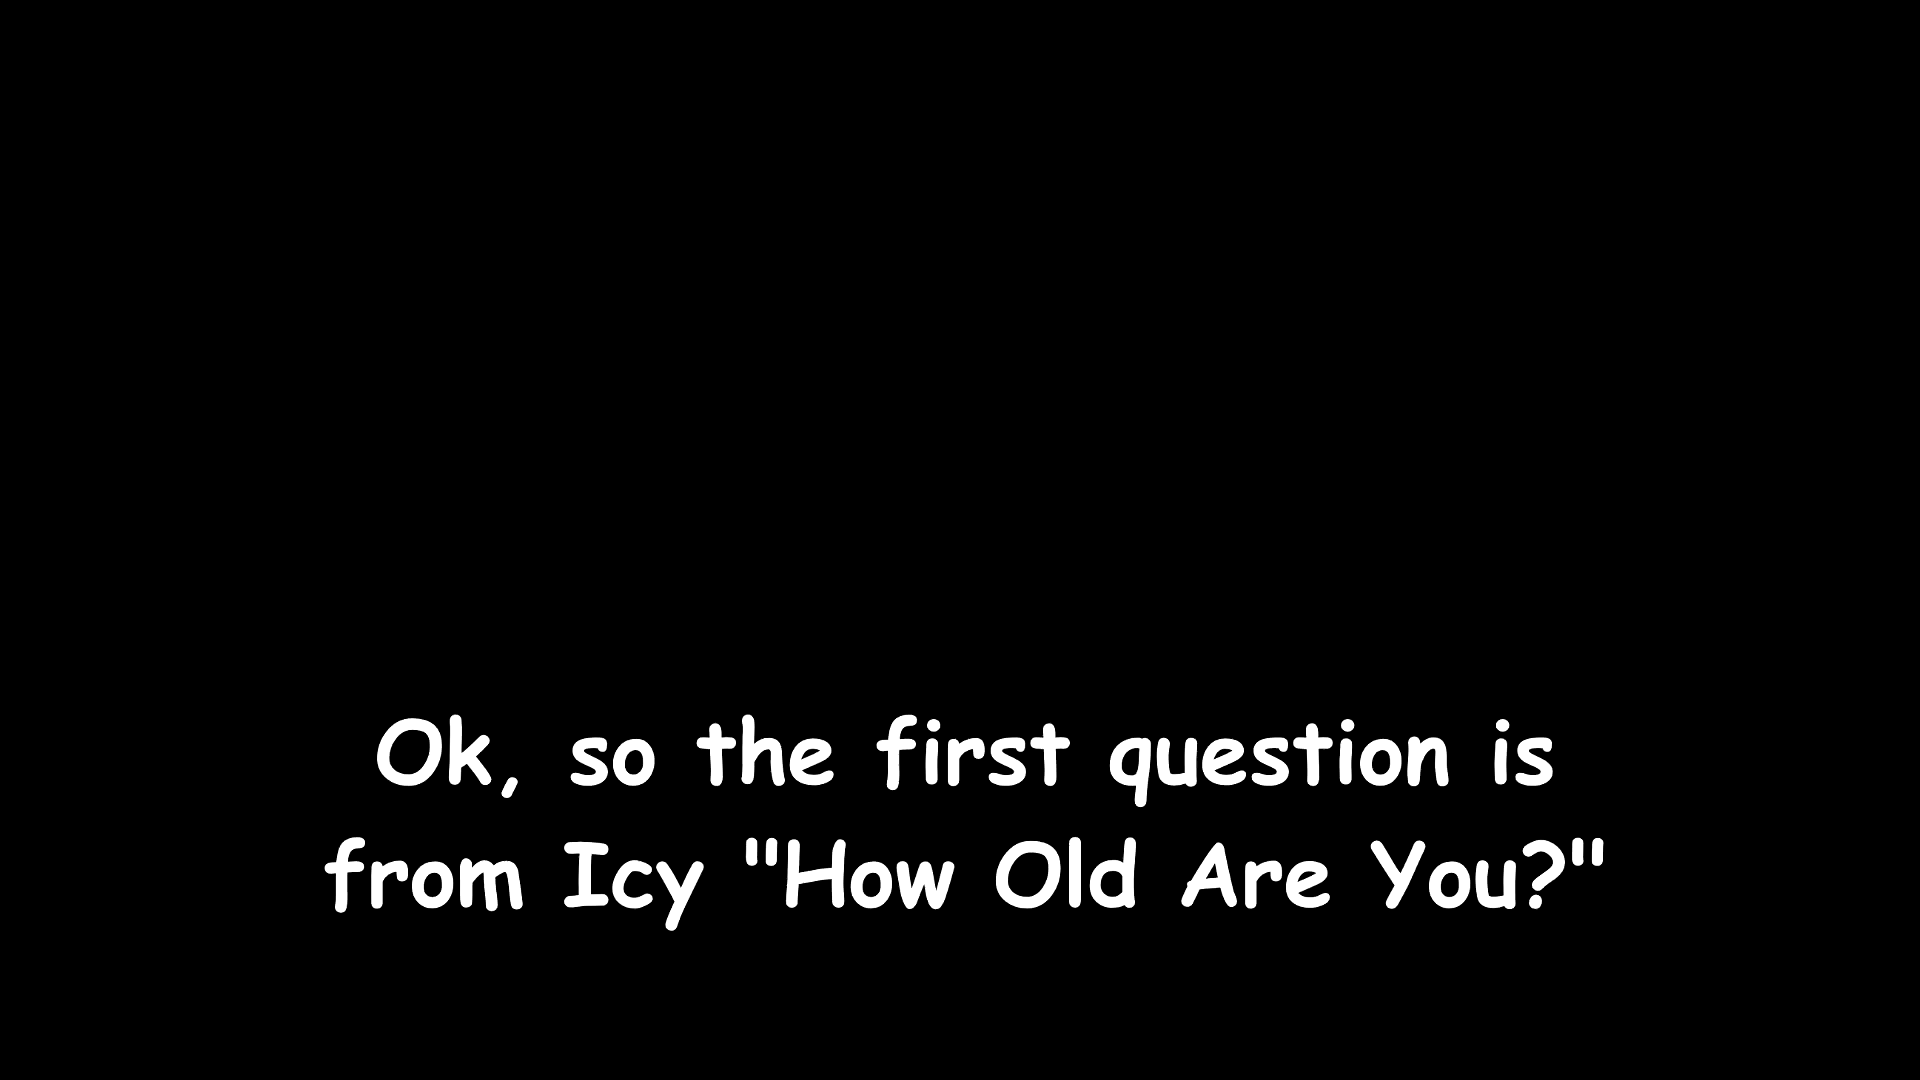 Ok, so the first question is
from Icy "How Old Are You?"